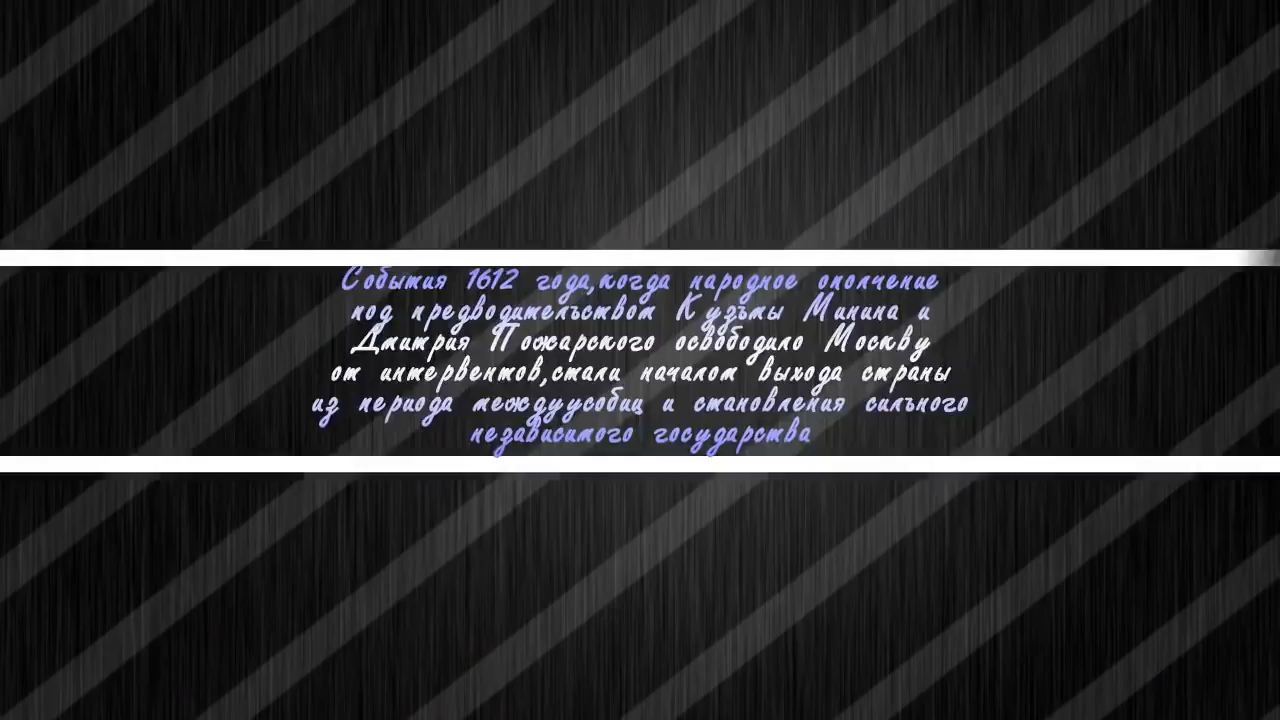 События 1612 года,когда народное ополчение
под предводительством Кузьмы Минина и
Дмитрия Пожарского освободило Москву
от интервентов,стали началом выхода страны
из периода междуусобиц и становления сильного
независимого государства